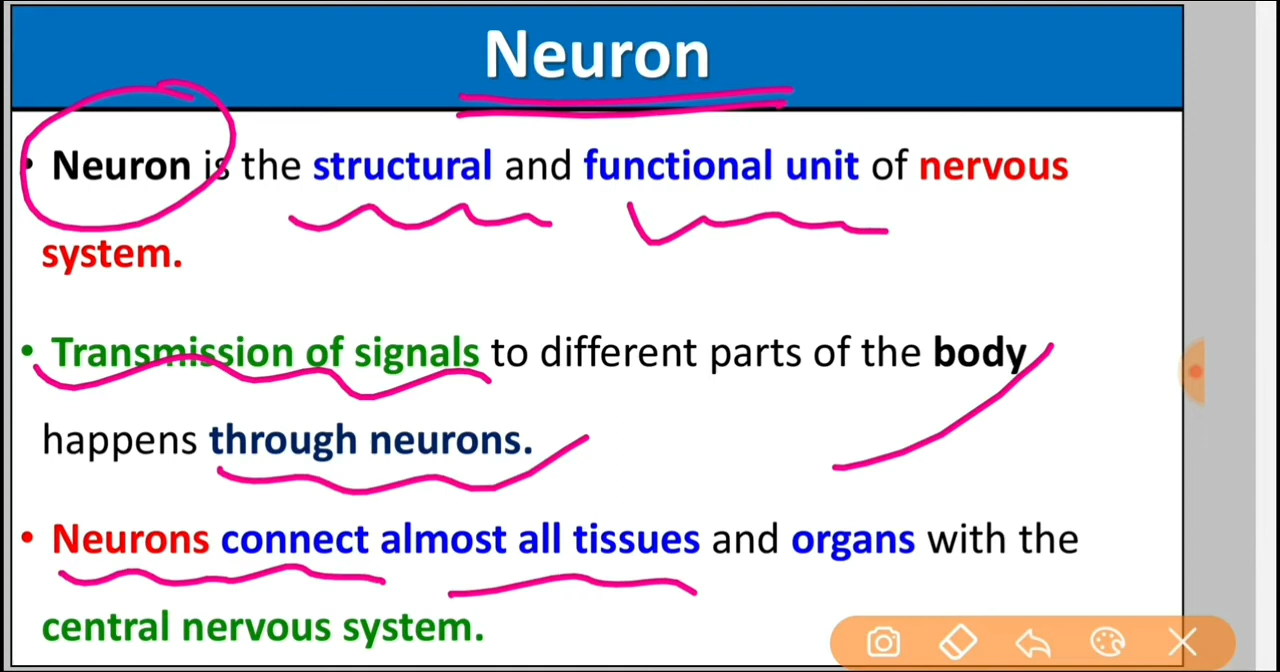 Neuron
• Neuron is the structural and functional unit of nervous
system.
• Transmission of signals to different parts of the body
happens through neurons.
• Neurons connect almost all tissues and organs with the
central nervous system.